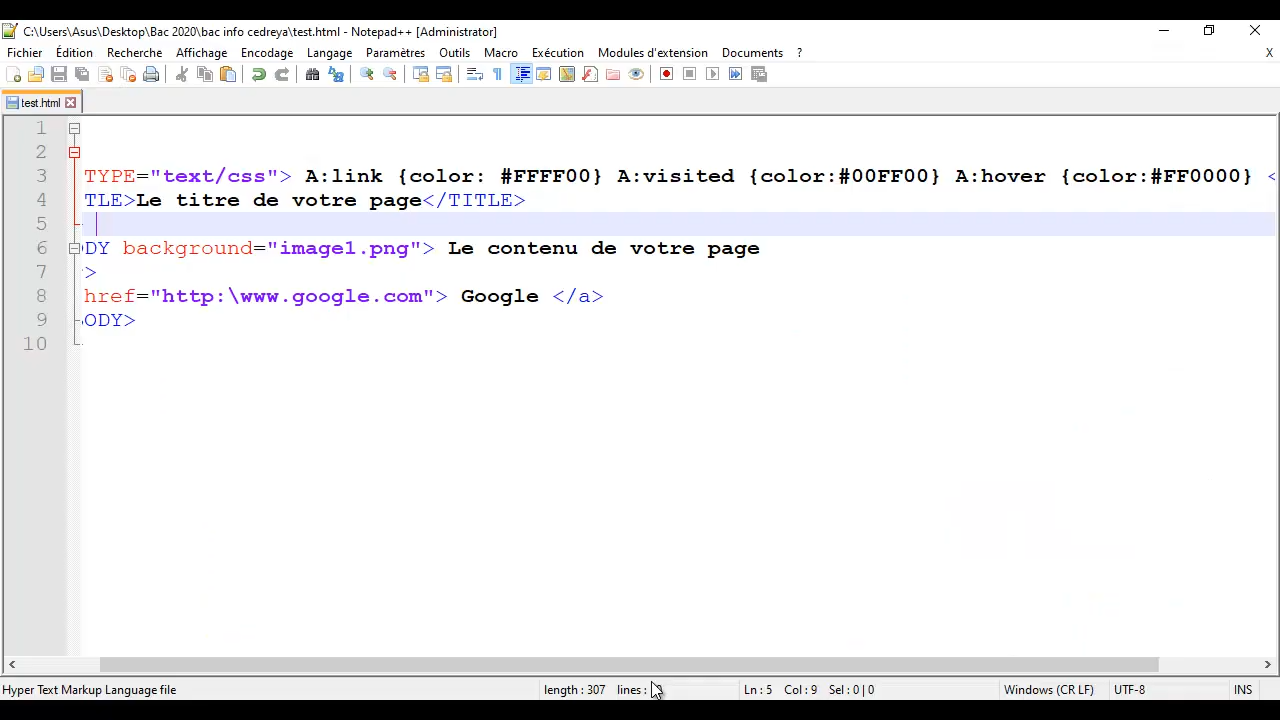 C:\Users\Asus\Desktop\Bac 2020\bac info cedreya\test.html - Notepad++ [Administrator]
Fichier Édition Recherche Affichage Encodage Langage Paramètres Outils Macro Exécution Modules d'extension Documents ? X
test.html
1
2
3 TYPE="text/css"> A:link {color: #FFFF00} A:visited {color:#00FF00} A:hover {color:#FF0000} <
4 TLE>Le titre de votre page</TITLE>
5
6 DY background="image1.png"> Le contenu de votre page
7 >
8 href="http:\www.google.com"> Google </a>
9 ODY>
10
Hyper Text Markup Language file length : 307 lines : Ln : 5 Col : 9 Sel : 0 | 0 Windows (CR LF) UTF-8 INS